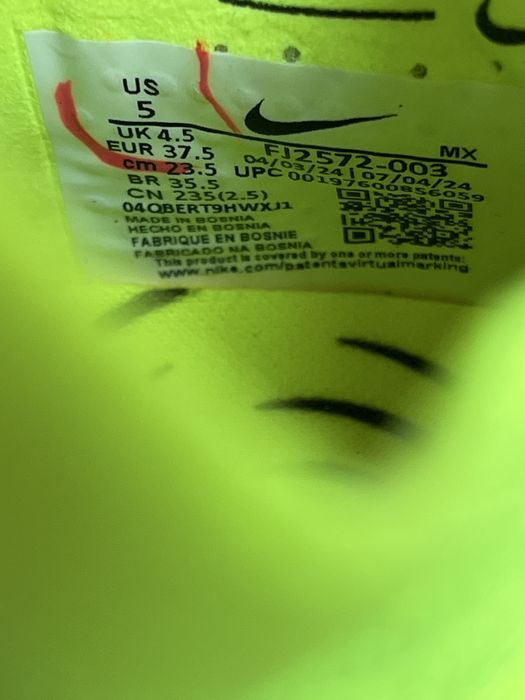 US
5
UK 4.5
EUR 37.5
cm 23.5
BR 35.5
CN 235(2.5)
FJ2572-003
MX
04/03/24 | 07/04/24
UPC 00197600856059
04QBERT9HWXJ1
MADE IN BOSNIA
HECHO EN BOSNIA
FABRIQUE EN BOSNIE
FABRICADO NA BOSNIA
This product is covered by one or more patents:
www.nike.com/patentsvirtualmarking